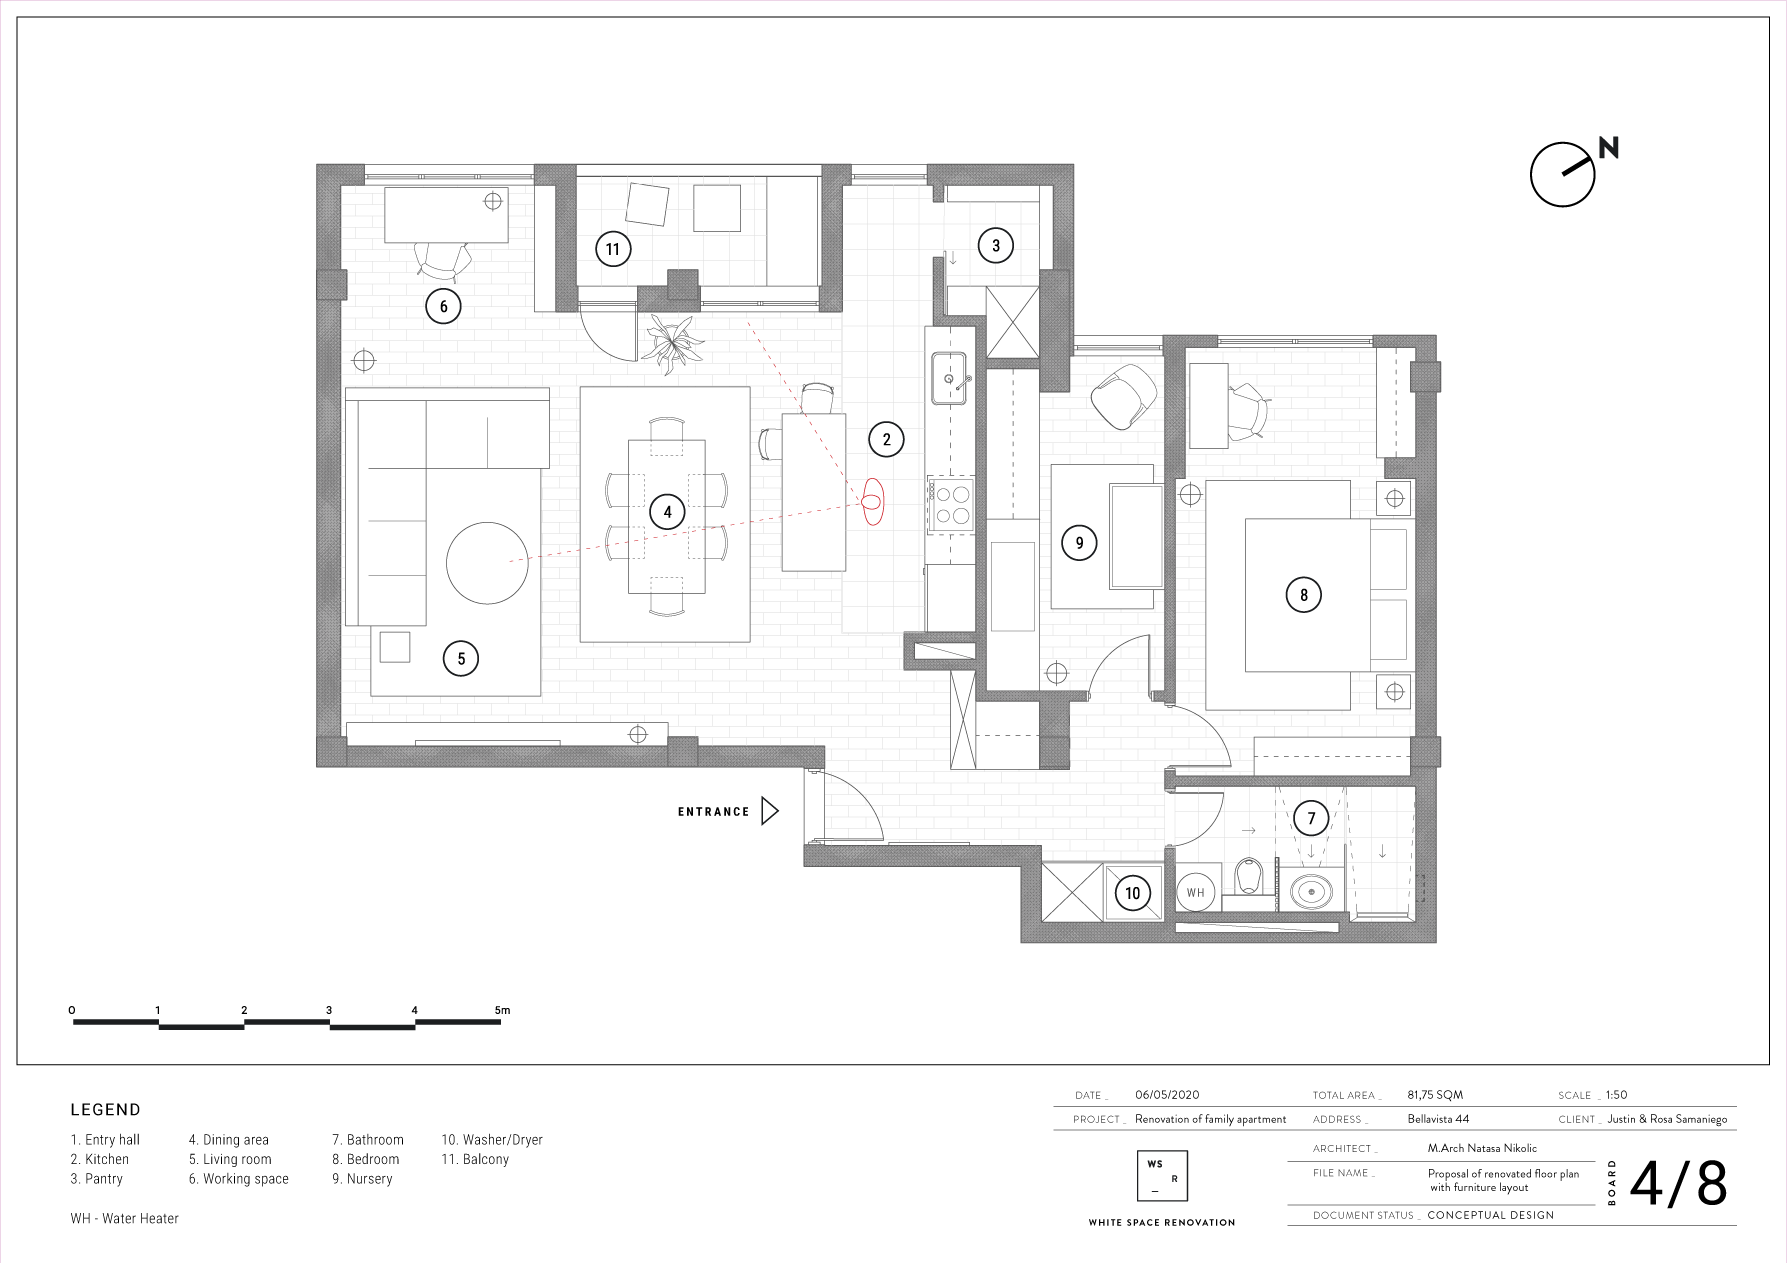 N
11
3
6
2
4
9
8
5
ENTRANCE
7
10
WH
0 1 2 3 4 5m
LEGEND
1. Entry hall
2. Kitchen
3. Pantry
4. Dining area
5. Living room
6. Working space
7. Bathroom
8. Bedroom
9. Nursery
10. Washer/Dryer
11. Balcony
WH - Water Heater
DATE _ 06/05/2020 TOTAL AREA _ 81,75 SQM SCALE _ 1:50
PROJECT _ Renovation of family apartment ADDRESS _ Bellavista 44 CLIENT _ Justin & Rosa Samaniego
WS
R
_
WHITE SPACE RENOVATION
ARCHITECT _ M.Arch Natasa Nikolic
FILE NAME _ Proposal of renovated floor plan
with furniture layout
DOCUMENT STATUS _ CONCEPTUAL DESIGN
BOARD
4/8